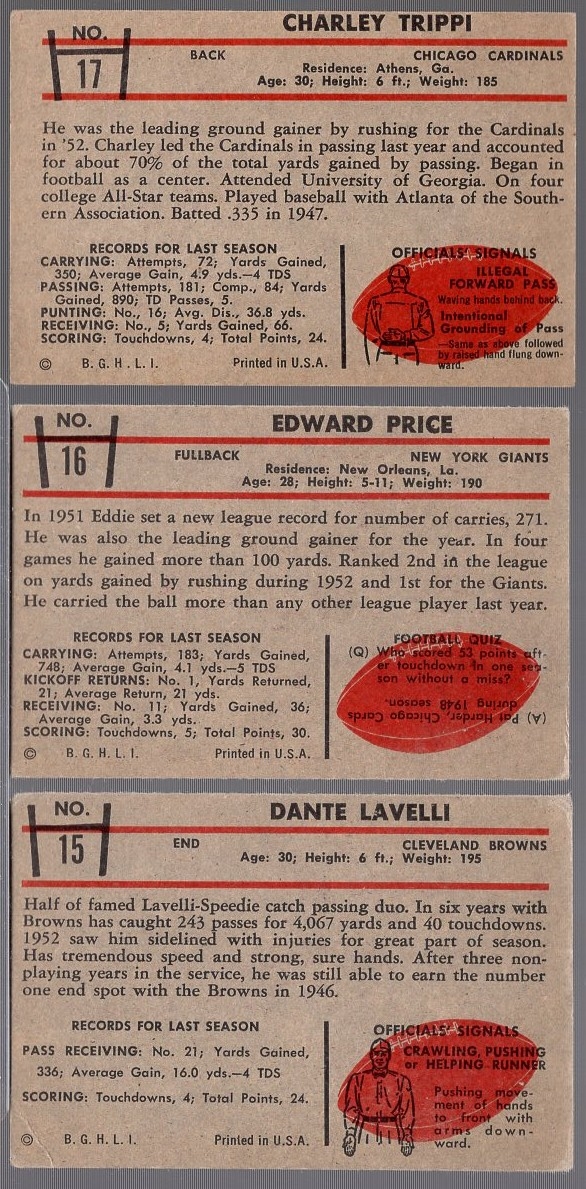 NO.
17
CHARLEY TRIPPI
BACK
CHICAGO CARDINALS
Residence: Athens, Ga.
Age: 30; Height: 6 ft.; Weight: 185
He was the leading ground gainer by rushing for the Cardinals
in '52. Charley led the Cardinals in passing last year and accounted
for about 70% of the total yards gained by passing. Began in
football as a center. Attended University of Georgia. On four
college All-Star teams. Played baseball with Atlanta of the South-
ern Association. Batted .335 in 1947.
RECORDS FOR LAST SEASON
CARRYING: Attempts, 72; Yards Gained,
350; Average Gain, 4.9 yds.—4 TDS
PASSING: Attempts, 181; Comp., 84; Yards
Gained, 890; TD Passes, 5.
PUNTING: No., 16; Avg. Dis., 36.8 yds.
RECEIVING: No., 5; Yards Gained, 66.
SCORING: Touchdowns, 4; Total Points, 24.
© B. G. H. L. I. Printed in U.S.A.
OFFICIALS' SIGNALS
ILLEGAL
FORWARD PASS
Waving hands behind back.
Intentional
Grounding of Pass
—Same as above followed
by raised hand flung down-
ward.
NO.
16
EDWARD PRICE
FULLBACK
NEW YORK GIANTS
Residence: New Orleans, La.
Age: 28; Height: 5-11; Weight: 190
In 1951 Eddie set a new league record for number of carries, 271.
He was also the leading ground gainer for the year. In four
games he gained more than 100 yards. Ranked 2nd in the league
on yards gained by rushing during 1952 and 1st for the Giants.
He carried the ball more than any other league player last year.
RECORDS FOR LAST SEASON
CARRYING: Attempts, 183; Yards Gained,
748; Average Gain, 4.1 yds.—5 TDS
KICKOFF RETURNS: No. 1, Yards Returned,
21; Average Return, 21 yds.
RECEIVING: No. 11; Yards Gained, 36;
Average Gain, 3.3 yds.
SCORING: Touchdowns, 5; Total Points, 30.
© B. G. H. L. I. Printed in U.S.A.
FOOTBALL QUIZ
(Q) Who scored 53 points aft-
er touchdown in one sea-
son without a miss?
(A) Pat Harder, Chicago Cards
during 1948 season.
NO.
15
DANTE LAVELLI
END
CLEVELAND BROWNS
Age: 30; Height: 6 ft.; Weight: 195
Half of famed Lavelli-Speedie catch passing duo. In six years with
Browns has caught 243 passes for 4,067 yards and 40 touchdowns.
1952 saw him sidelined with injuries for great part of season.
Has tremendous speed and strong, sure hands. After three non-
playing years in the service, he was still able to earn the number
one end spot with the Browns in 1946.
RECORDS FOR LAST SEASON
PASS RECEIVING: No. 21; Yards Gained,
336; Average Gain, 16.0 yds.—4 TDS
SCORING: Touchdowns, 4; Total Points, 24.
© B. G. H. L. I. Printed in U.S.A.
OFFICIALS' SIGNALS
CRAWLING, PUSHING
or HELPING RUNNER
Pushing move-
ment of hands
to front with
arms down-
ward.